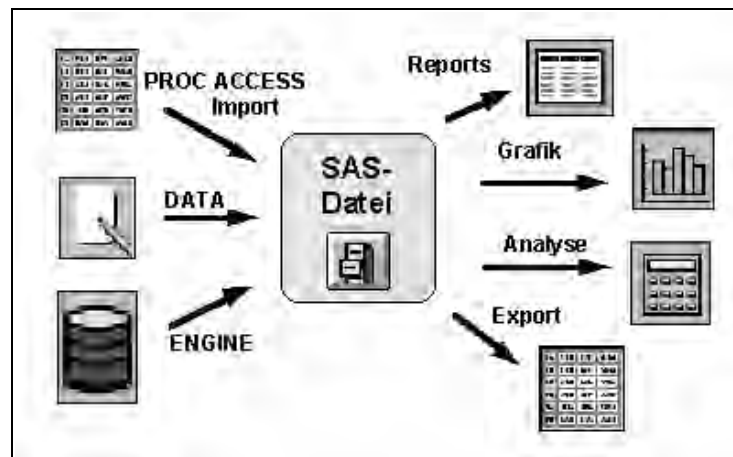 PROC ACCESS
Import
DATA
ENGINE
SAS-
Datei
Reports
Grafik
Analyse
Export